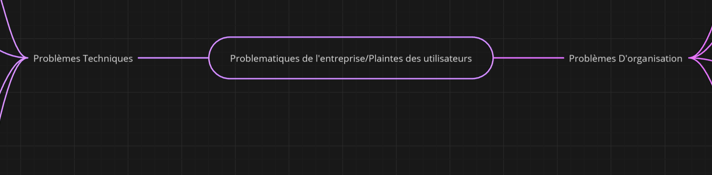 Problèmes Techniques
Problematiques de l'entreprise/Plaintes des utilisateurs
Problèmes D'organisation